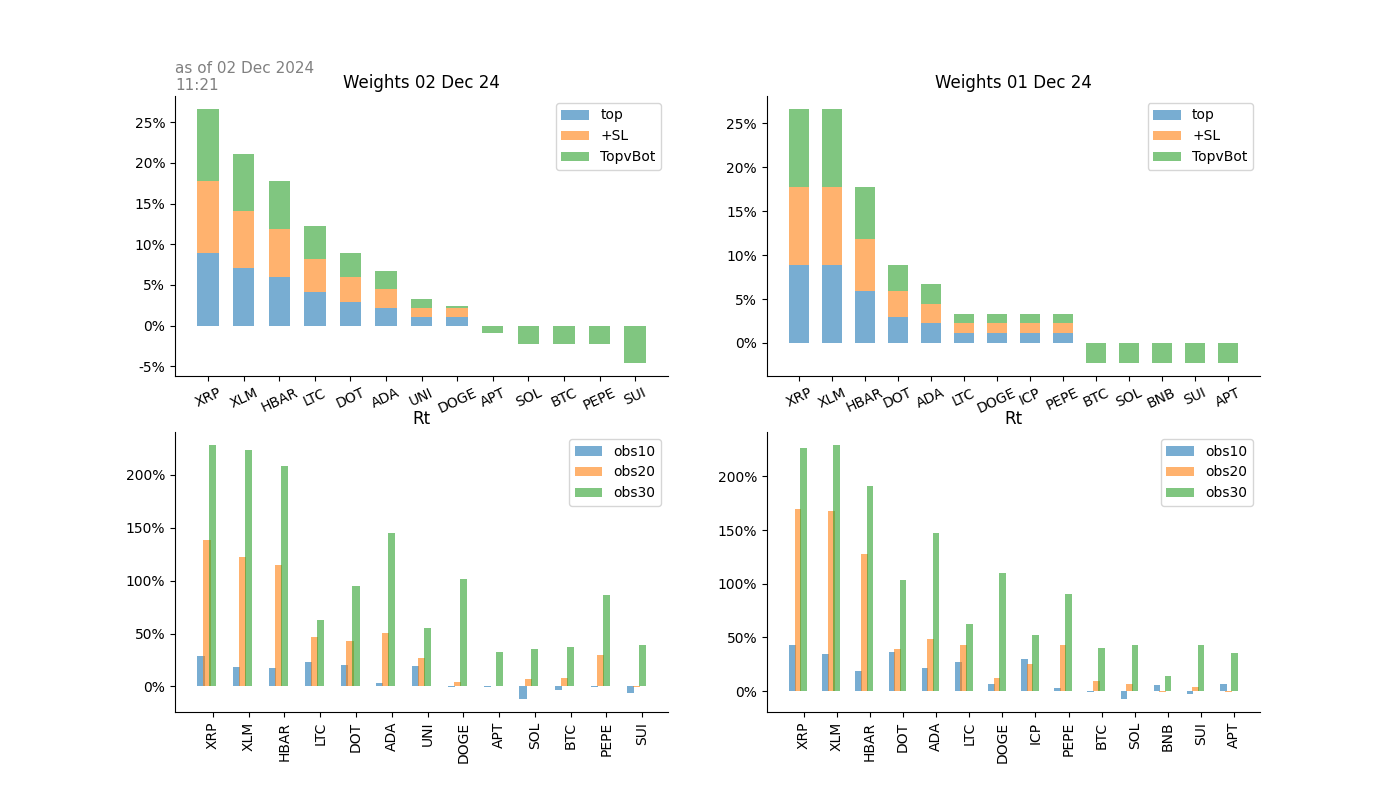 as of 02 Dec 2024
11:21
Weights 02 Dec 24
25%
20%
15%
10%
5%
0%
-5%
top
+SL
TopvBot
XRP XLM HBAR LTC DOT ADA UNI DOGE APT SOL BTC PEPE SUI
Weights 01 Dec 24
25%
20%
15%
10%
5%
0%
top
+SL
TopvBot
XRP XLM HBAR DOT ADA LTC DOGE ICP PEPE BTC SOL BNB SUI APT
Rt
200%
150%
100%
50%
0%
obs10
obs20
obs30
XRP XLM HBAR LTC DOT ADA UNI DOGE APT SOL BTC PEPE SUI
Rt
200%
150%
100%
50%
0%
obs10
obs20
obs30
XRP XLM HBAR DOT ADA LTC DOGE ICP PEPE BTC SOL BNB SUI APT